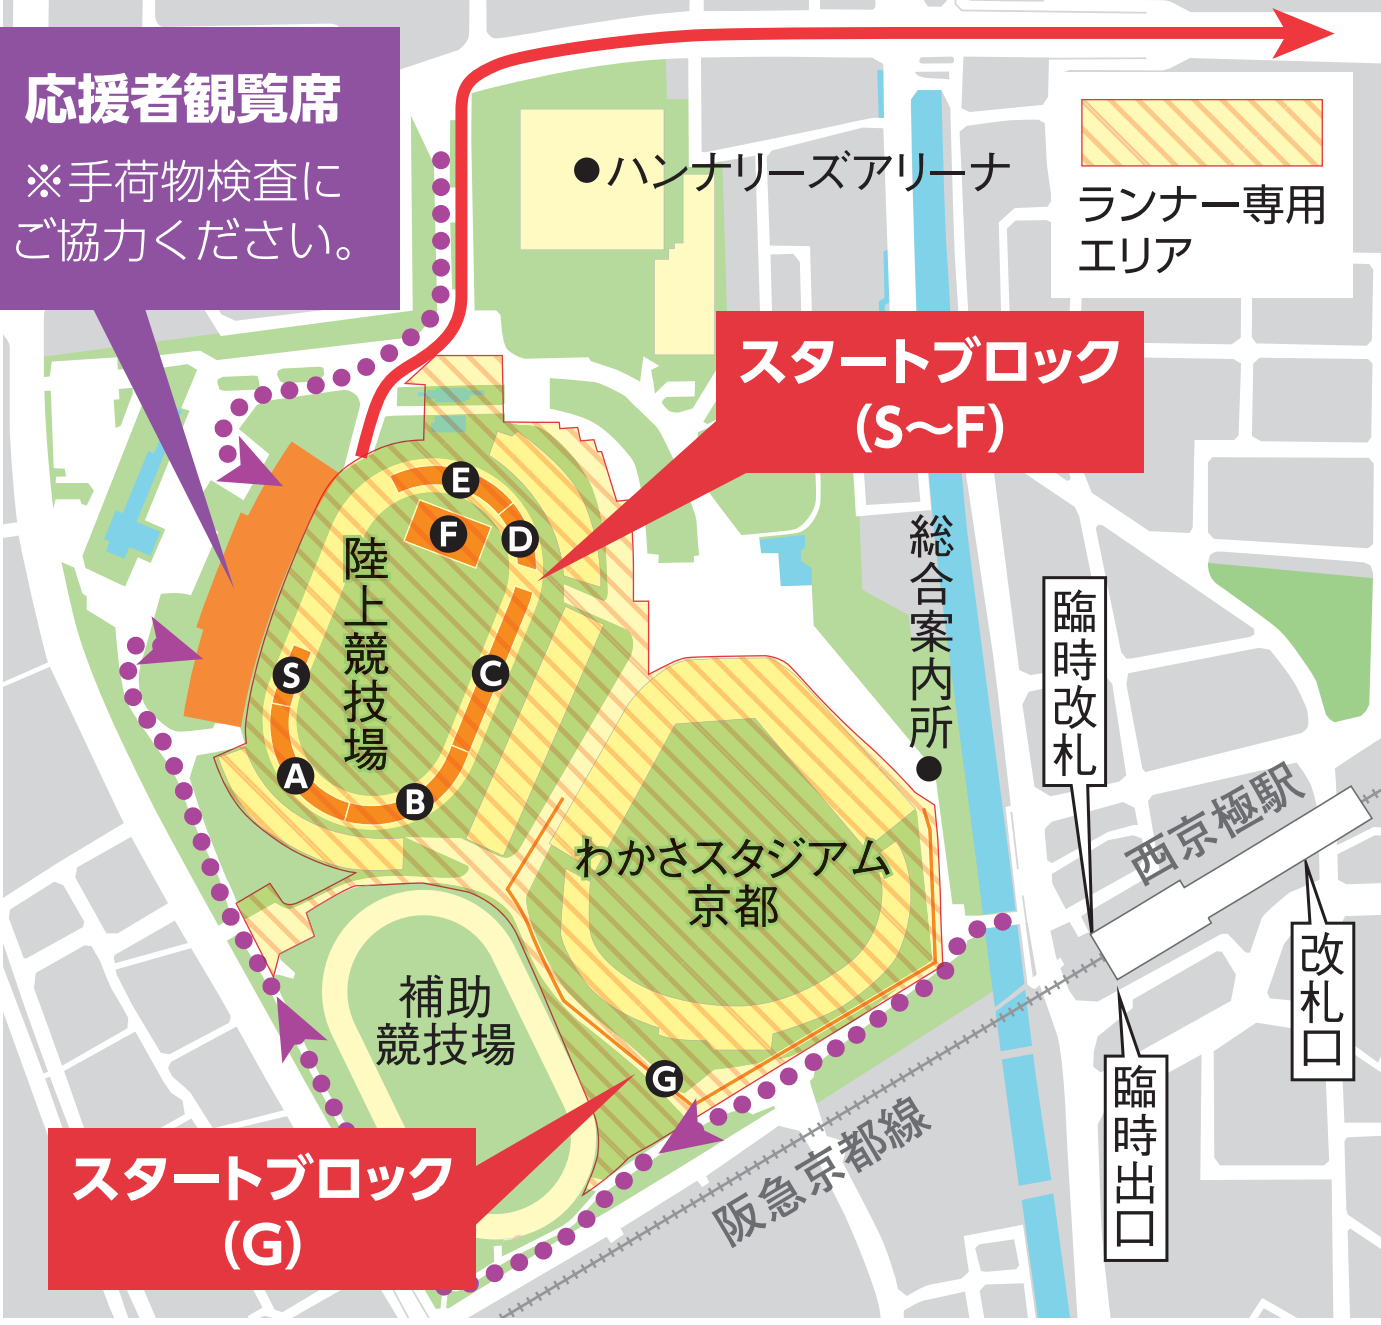 応援者観覧席
※手荷物検査に
ご協力ください。
ハンナリーズアリーナ
ランナー専用
エリア
スタートブロック
(S〜F)
E
F
D
陸上競技場
S
C
A
B
総合案内所
臨時改札
西京極駅
わかさスタジアム
京都
改札口
補助
競技場
G
臨時出口
阪急京都線
スタートブロック
(G)